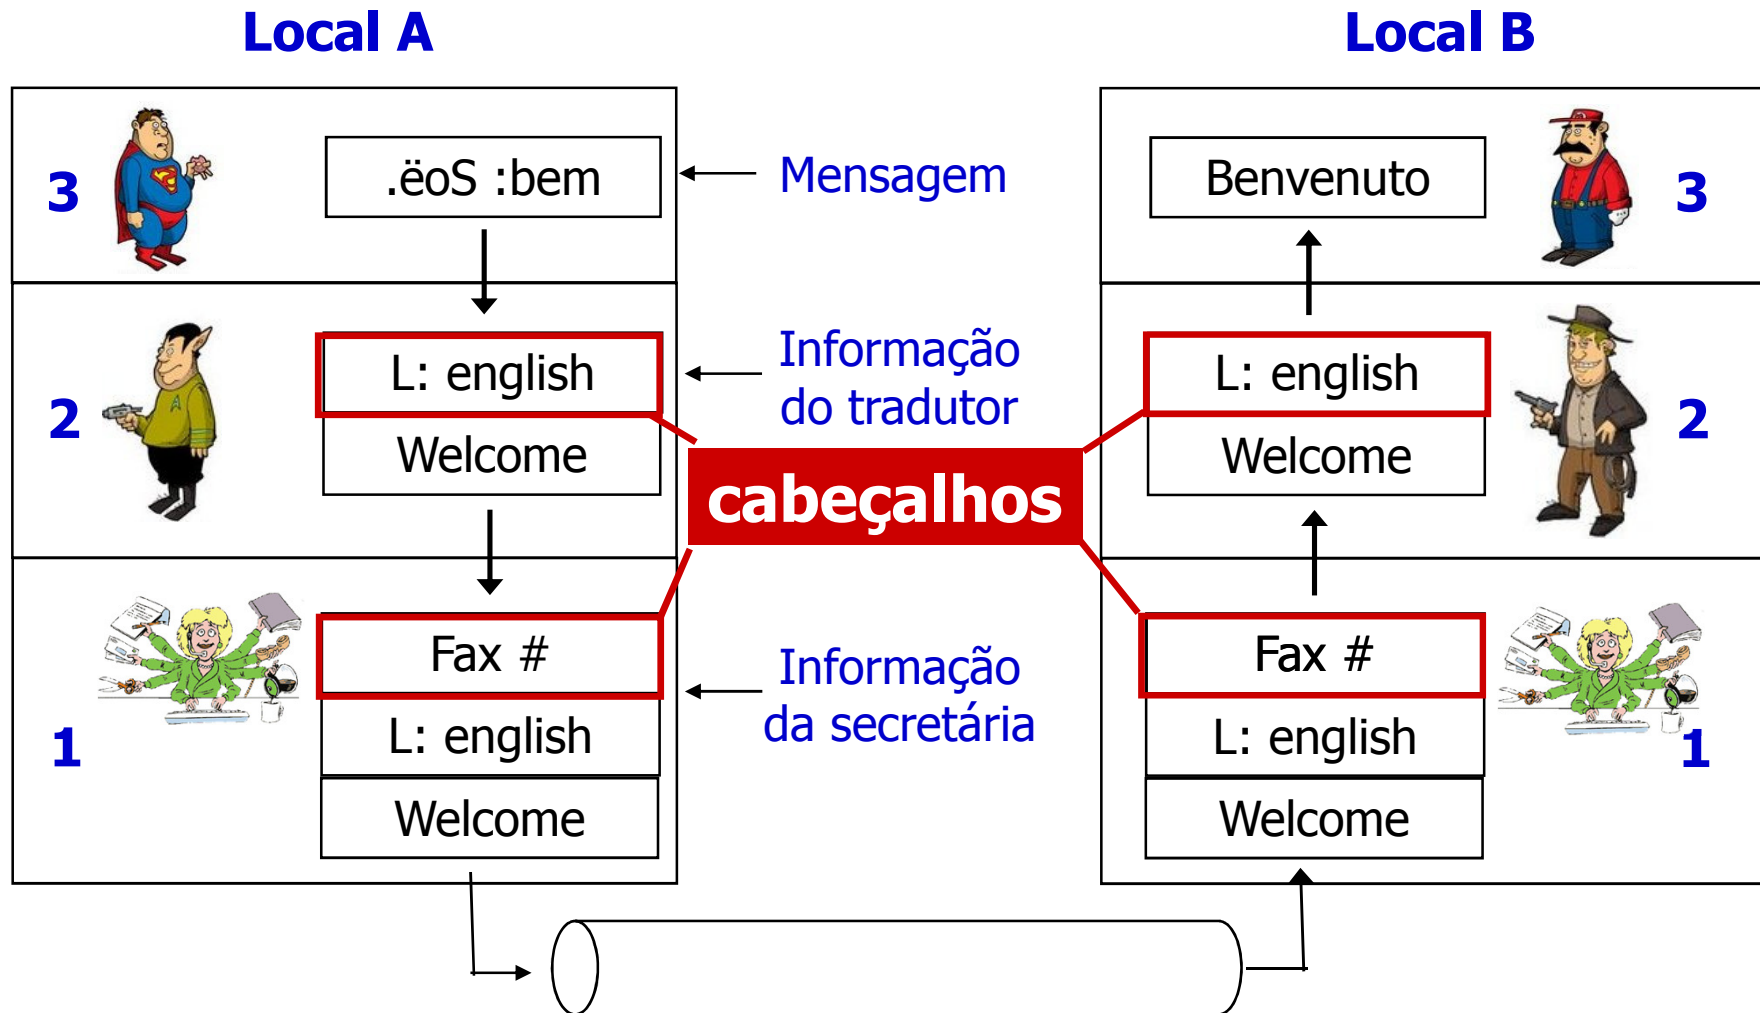 Local A
Local B
3
.ëoS :bem
Mensagem
Benvenuto
3
2
L: english
Welcome
Informação
do tradutor
cabeçalhos
L: english
Welcome
2
1
Fax #
L: english
Welcome
Informação
da secretária
Fax #
L: english
Welcome
1